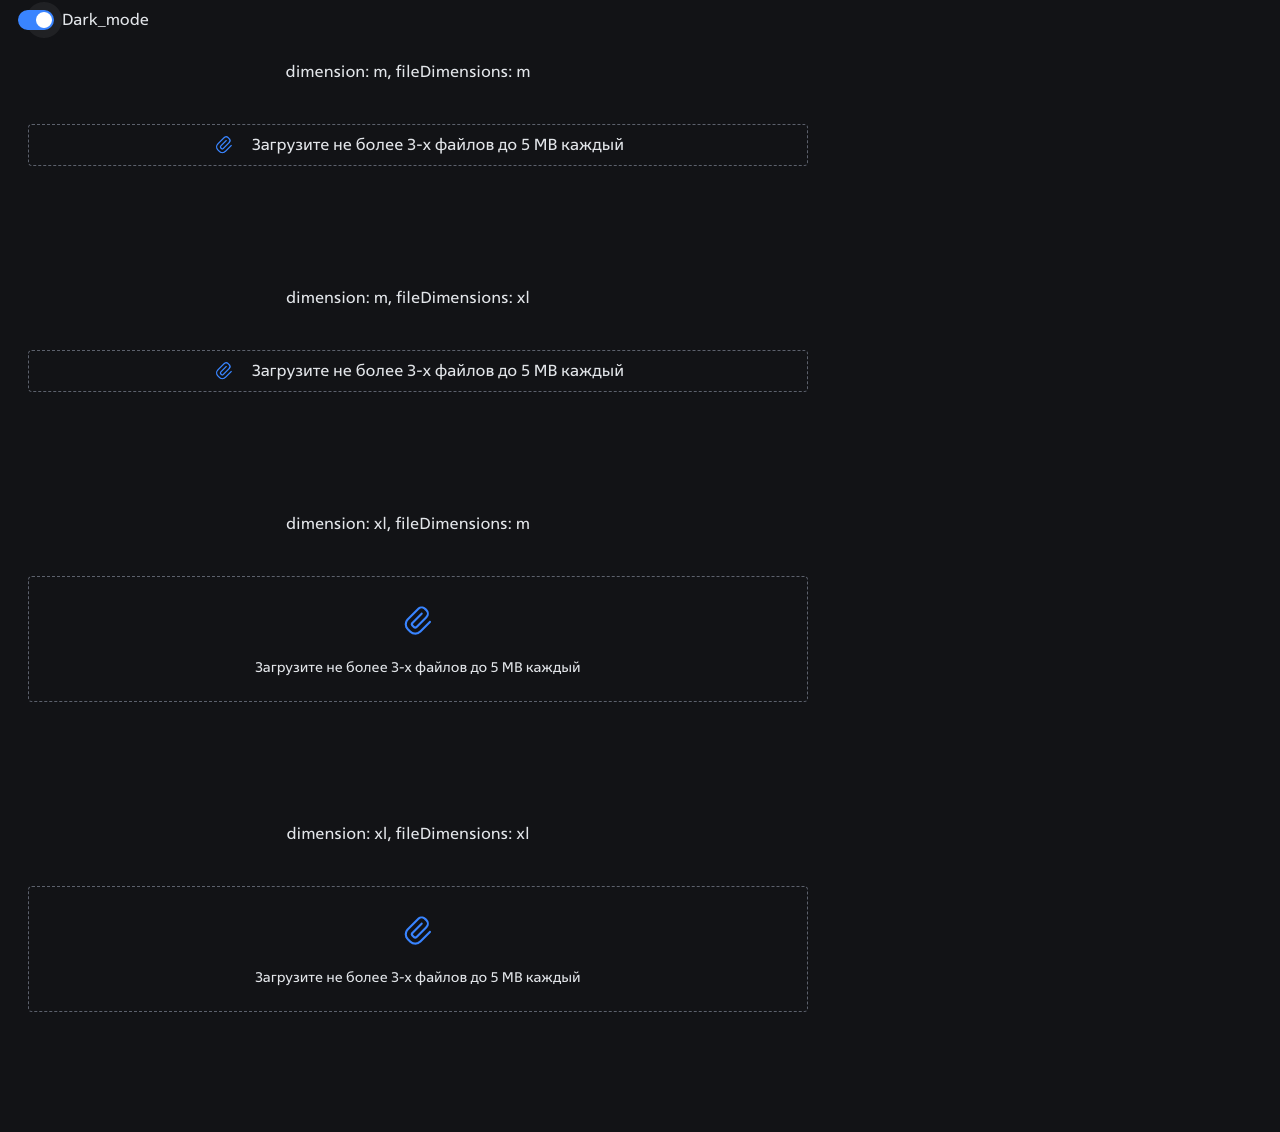 Dark_mode
dimension: m, fileDimensions: m
Загрузите не более 3-х файлов до 5 MB каждый
dimension: m, fileDimensions: xl
Загрузите не более 3-х файлов до 5 MB каждый
dimension: xl, fileDimensions: m
Загрузите не более 3-х файлов до 5 MB каждый
dimension: xl, fileDimensions: xl
Загрузите не более 3-х файлов до 5 MB каждый